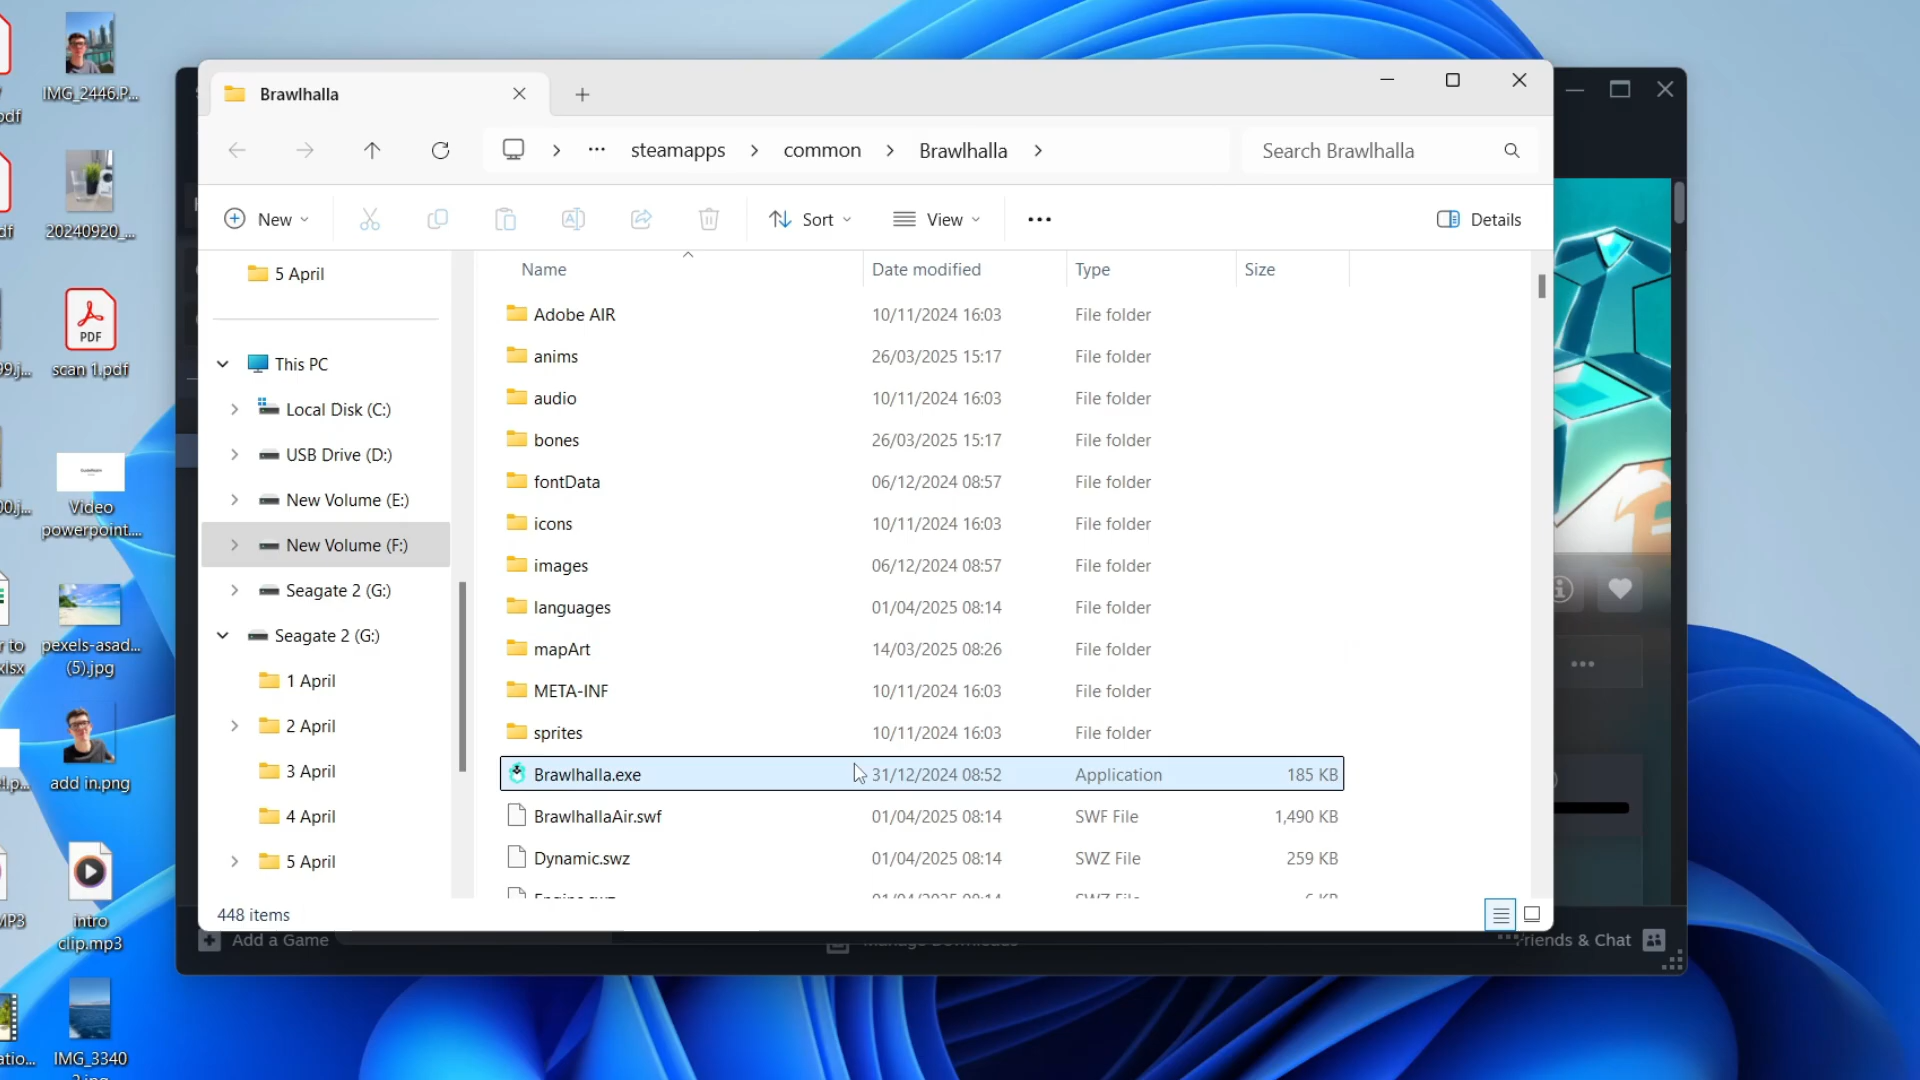 IMG_2446.P...
pdf
20240920_...
PDF
scan 1.pdf
Video
powerpoint....
pexels-asad...
(5).jpg
xlsx
r to
add in.png
intro
clip.mp3
MP3
IMG_3340
Brawlhalla
steamapps
common
Brawlhalla
Search Brawlhalla
New
Sort
View
Details
5 April
This PC
Local Disk (C:)
USB Drive (D:)
New Volume (E:)
New Volume (F:)
Seagate 2 (G:)
Seagate 2 (G:)
1 April
2 April
3 April
4 April
5 April
Name Date modified Type Size
Adobe AIR 10/11/2024 16:03 File folder
anims 26/03/2025 15:17 File folder
audio 10/11/2024 16:03 File folder
bones 26/03/2025 15:17 File folder
fontData 06/12/2024 08:57 File folder
icons 10/11/2024 16:03 File folder
images 06/12/2024 08:57 File folder
languages 01/04/2025 08:14 File folder
mapArt 14/03/2025 08:26 File folder
META-INF 10/11/2024 16:03 File folder
sprites 10/11/2024 16:03 File folder
Brawlhalla.exe 31/12/2024 08:52 Application 185 KB
BrawlhallaAir.swf 01/04/2025 08:14 SWF File 1,490 KB
Dynamic.swz 01/04/2025 08:14 SWZ File 259 KB
448 items
Add a Game
Manage Downloads
Friends & Chat